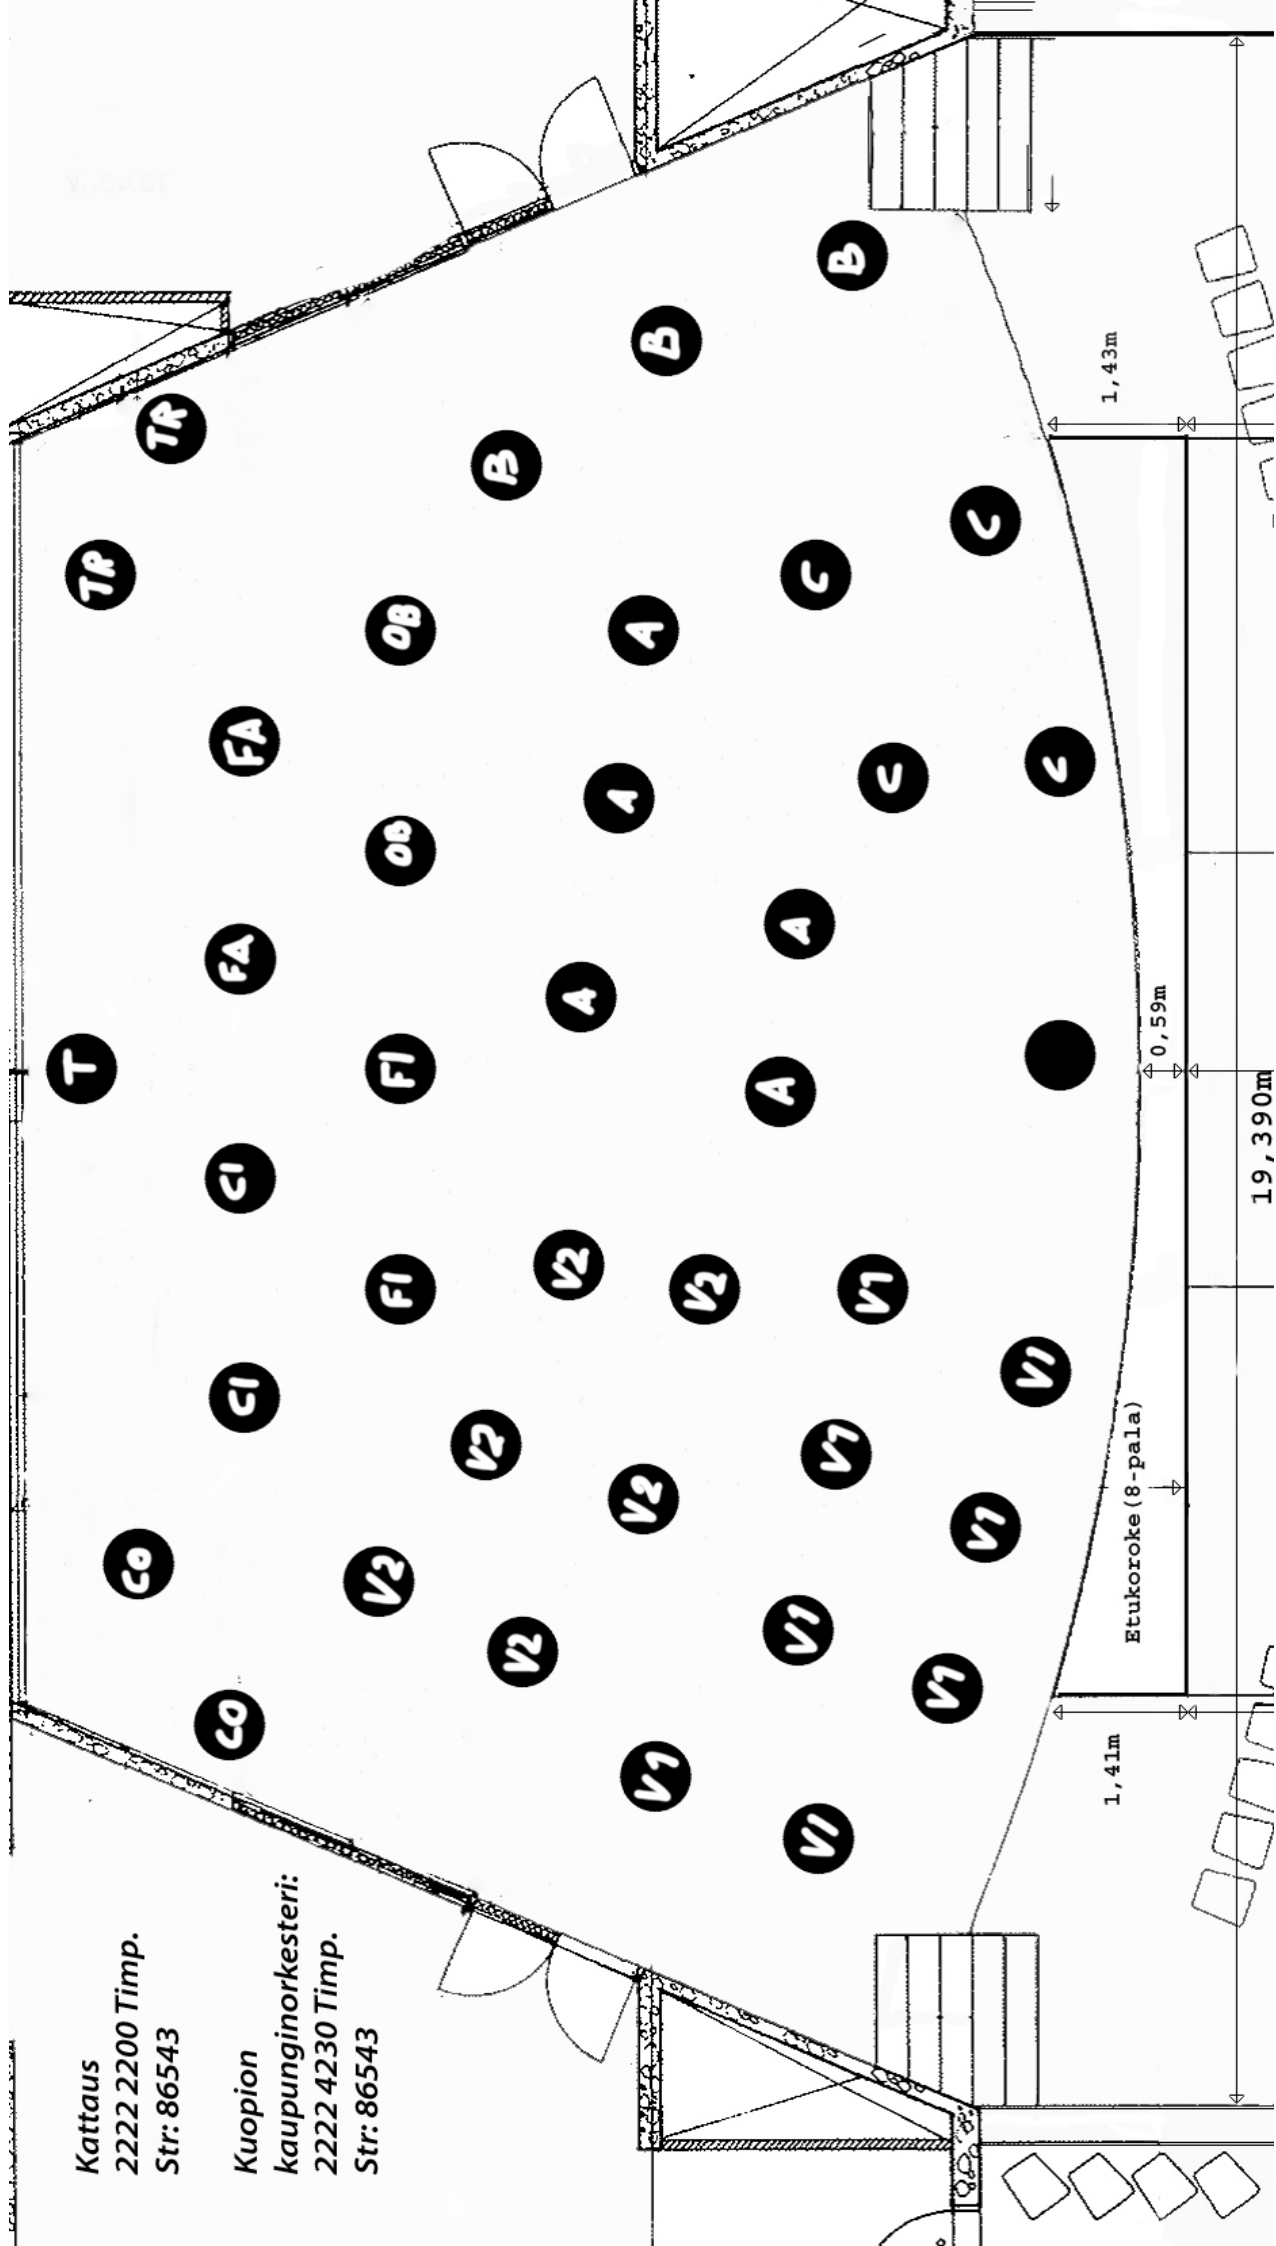 Kattaus
2222 2200 Timp.
Str: 86543
Kuopion
kaupunginorkesteri:
2222 4230 Timp.
Str: 86543
T
TR
CO
TR
CO
CI
CI
FA
FA
V2
FI
FI
OB
OB
V2
B
V2
V2
A
A
V2
A
V1
B
V2
A
V1
A
C
V1
V1
B
V1
C
V1
V1
C
V1
C
1,41m
Etukoroke(8-pala)
0,59m
1,43m
19,390m